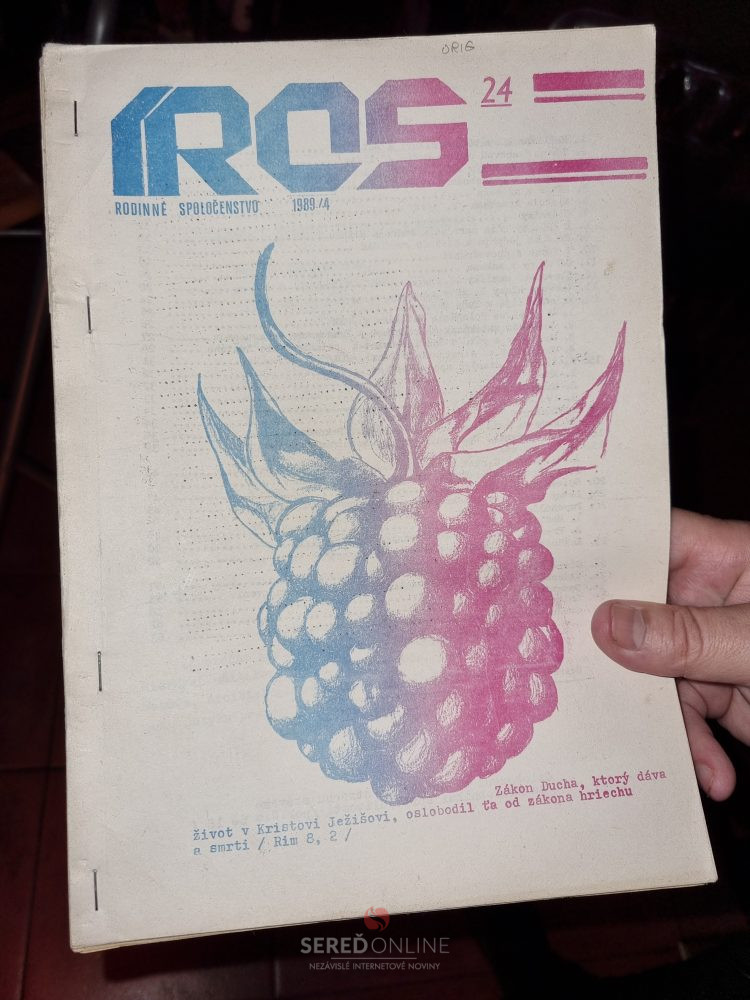 ORIG
ÍROS 24
RODINNÉ SPOLOČENSTVO 1989/4
Zákon Ducha, ktorý dáva
život v Kristovi Ježišovi, oslobodil ťa od zákona hriechu
a smrti / Rim 8, 2 /
SEREĎONLINE
NEZÁVISLÉ INTERNETOVÉ NOVINY